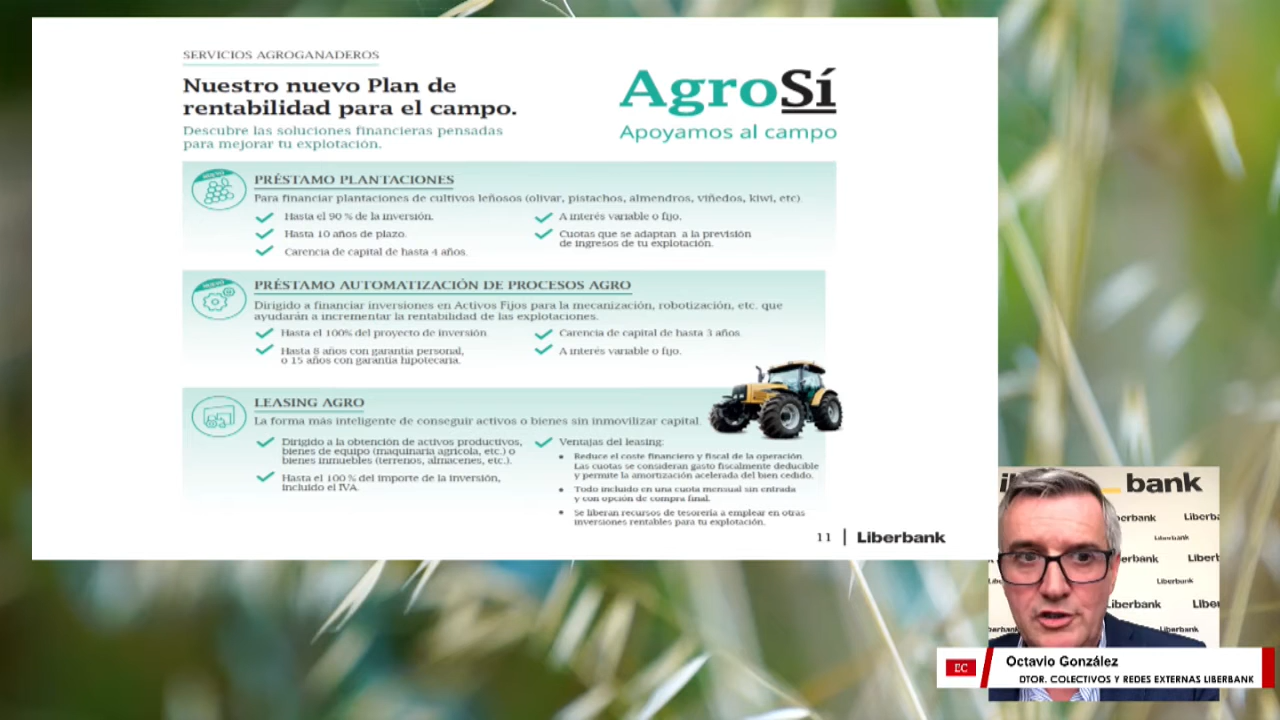 SERVICIOS AGROGANADEROS
Nuestro nuevo Plan de
rentabilidad para el campo.
Descubre las soluciones financieras pensadas
para mejorar tu explotación.
AgroSí
Apoyamos al campo
NUEVO
PRÉSTAMO PLANTACIONES
Para financiar plantaciones de cultivos leñosos (olivar, pistachos, almendros, viñedos, kiwi, etc).
Hasta el 90 % de la inversión.
Hasta 10 años de plazo.
Carencia de capital de hasta 4 años.
A interés variable o fijo.
Cuotas que se adaptan a la previsión
de ingresos de tu explotación.
NUEVO
PRÉSTAMO AUTOMATIZACIÓN DE PROCESOS AGRO
Dirigido a financiar inversiones en Activos Fijos para la mecanización, robotización, etc. que
ayudarán a incrementar la rentabilidad de las explotaciones.
Hasta el 100% del proyecto de inversión.
Hasta 8 años con garantía personal,
o 15 años con garantía hipotecaria.
Carencia de capital de hasta 3 años.
A interés variable o fijo.
LEASING AGRO
La forma más inteligente de conseguir activos o bienes sin inmovilizar capital.
Dirigido a la obtención de activos productivos,
bienes de equipo (maquinaria agrícola, etc.) o
bienes inmuebles (terrenos, almacenes, etc.).
Hasta el 100 % del importe de la inversión,
incluido el IVA.
Ventajas del leasing:
• Reduce el coste financiero y fiscal de la operación.
Las cuotas se consideran gasto fiscalmente deducible
y permite la amortización acelerada del bien cedido.
• Todo incluido en una cuota mensual sin entrada
y con opción de compra final.
• Se liberan recursos de tesorería a emplear en otras
inversiones rentables para tu explotación.
11 | Liberbank
bank
Liberbank
Liberbank
Liberbank
Liberbank
EC
Octavio González
DTOR. COLECTIVOS Y REDES EXTERNAS LIBERBANK